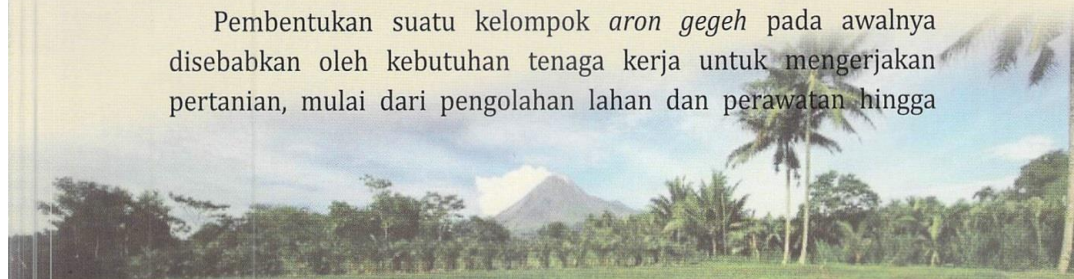 Pembentukan suatu kelompok aron gegeh pada awalnya
disebabkan oleh kebutuhan tenaga kerja untuk mengerjakan
pertanian, mulai dari pengolahan lahan dan perawatan hingga